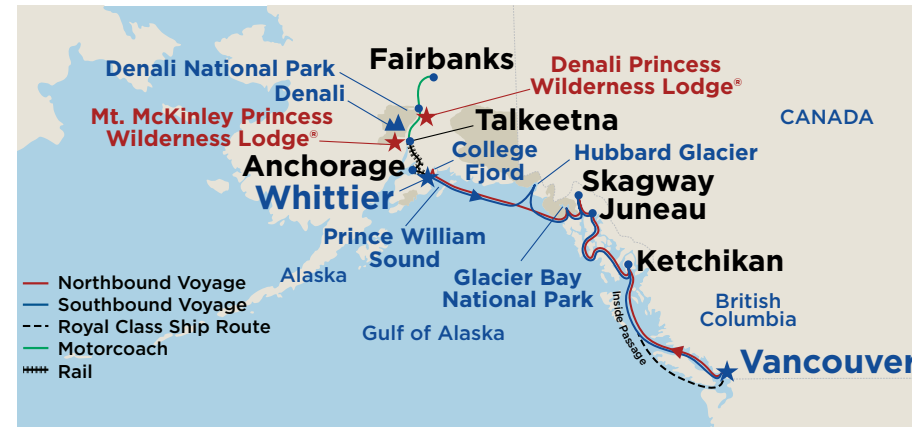 Fairbanks
Denali National Park
Denali
Denali Princess
Wilderness Lodge®
Mt. McKinley Princess
Wilderness Lodge®
Talkeetna
CANADA
Anchorage
College
Fjord
Hubbard Glacier
Whittier
Skagway
Juneau
Prince William
Sound
Glacier Bay
National Park
Ketchikan
Alaska
Gulf of Alaska
Inside Passage
British
Columbia
Vancouver
Northbound Voyage
Southbound Voyage
Royal Class Ship Route
Motorcoach
Rail